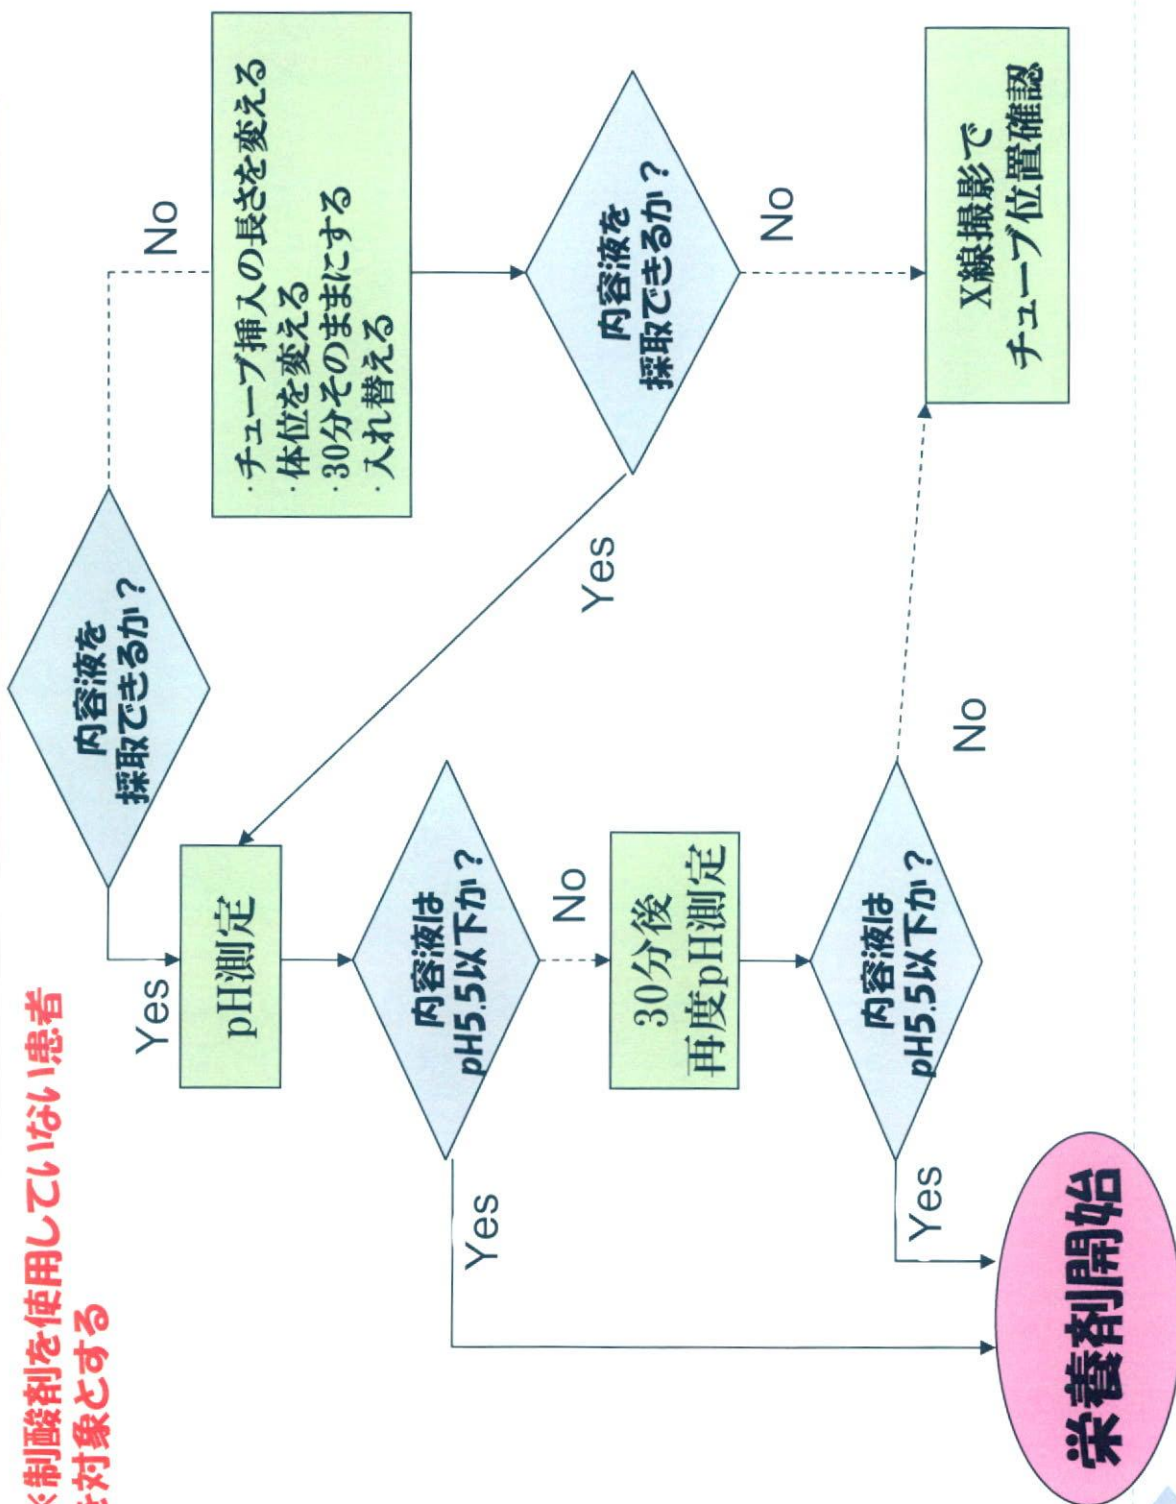 ※制酸剤を使用していない患者
を対象とする
内容液を
採取できるか？
Yes
No
pH測定
・チューブ挿入の長さを変える
・体位を変える
・30分そのままにする
・入れ替える
内容液は
pH5.5以下か？
Yes
No
内容液を
採取できるか？
Yes
No
30分後
再度pH測定
内容液は
pH5.5以下か？
Yes
No
X線撮影で
チューブ位置確認
栄養剤開始